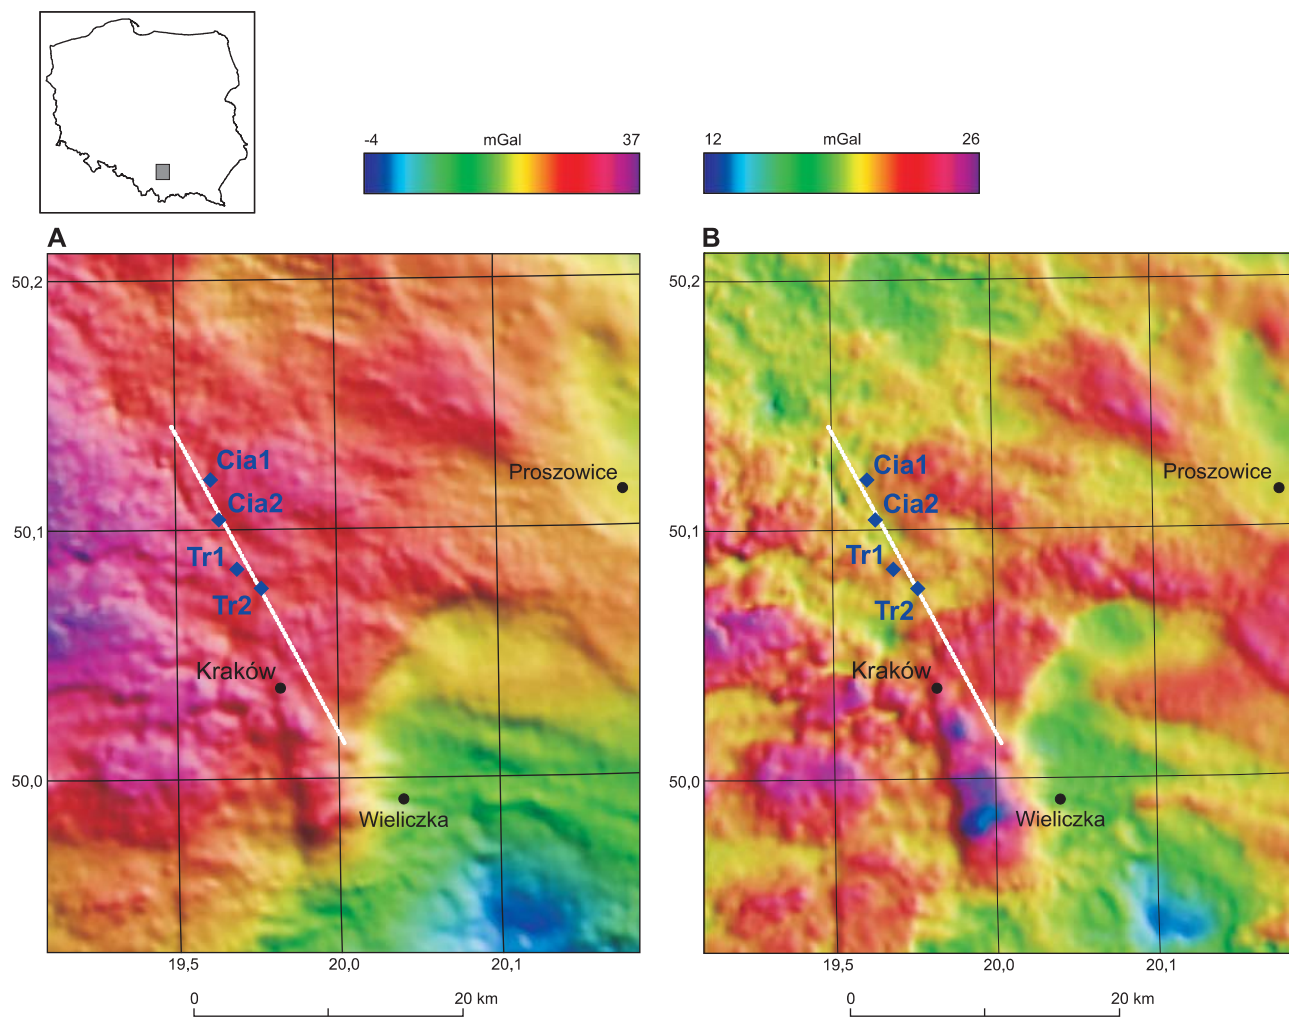 -4 mGal 37
12 mGal 26
A
B
50,2
50,2
Cia1
Cia1
Proszowice
Proszowice
Cia2
Cia2
50,1
50,1
Tr1
Tr1
Tr2
Tr2
Kraków
Kraków
50,0
50,0
Wieliczka
Wieliczka
19,5 20,0 20,1
19,5 20,0 20,1
0 20 km
0 20 km